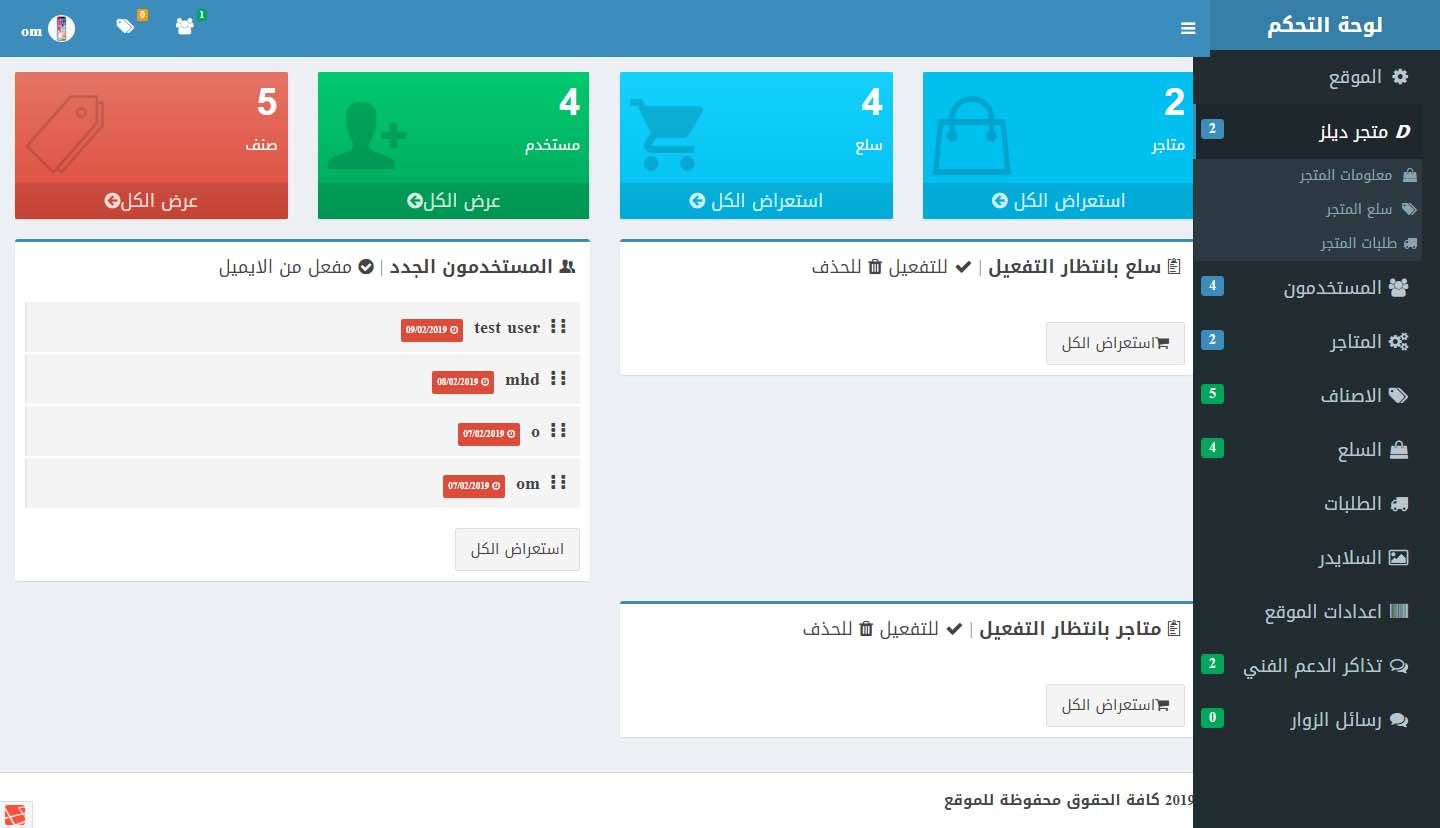 لوحة التحكم
1
0
om
الموقع
متجر ديلز
2
معلومات المتجر
سلع المتجر
طلبات المتجر
المستخدمون
4
المتاجر
2
الاصناف
5
السلع
4
الطلبات
السلايدر
اعدادات الموقع
تذاكر الدعم الفني
2
رسائل الزوار
0
2
متاجر
استعراض الكل
4
سلع
استعراض الكل
4
مستخدم
عرض الكل
5
صنف
عرض الكل
سلع بانتظار التفعيل | للتفعيل للحذف
استعراض الكل
المستخدمون الجدد | مفعل من الايميل
test user 09/02/2019
mhd 08/02/2019
o 07/02/2019
om 07/02/2019
استعراض الكل
متاجر بانتظار التفعيل | للتفعيل للحذف
استعراض الكل
2019 كافة الحقوق محفوظة للموقع